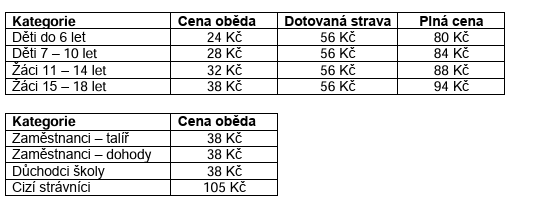 Kategorie Cena oběda Dotovaná strava Plná cena
Děti do 6 let 24 Kč 56 Kč 80 Kč
Děti 7 – 10 let 28 Kč 56 Kč 84 Kč
Žáci 11 – 14 let 32 Kč 56 Kč 88 Kč
Žáci 15 – 18 let 38 Kč 56 Kč 94 Kč
Kategorie Cena oběda
Zaměstnanci – talíř 38 Kč
Zaměstnanci – dohody 38 Kč
Důchodci školy 38 Kč
Cizí strávníci 105 Kč